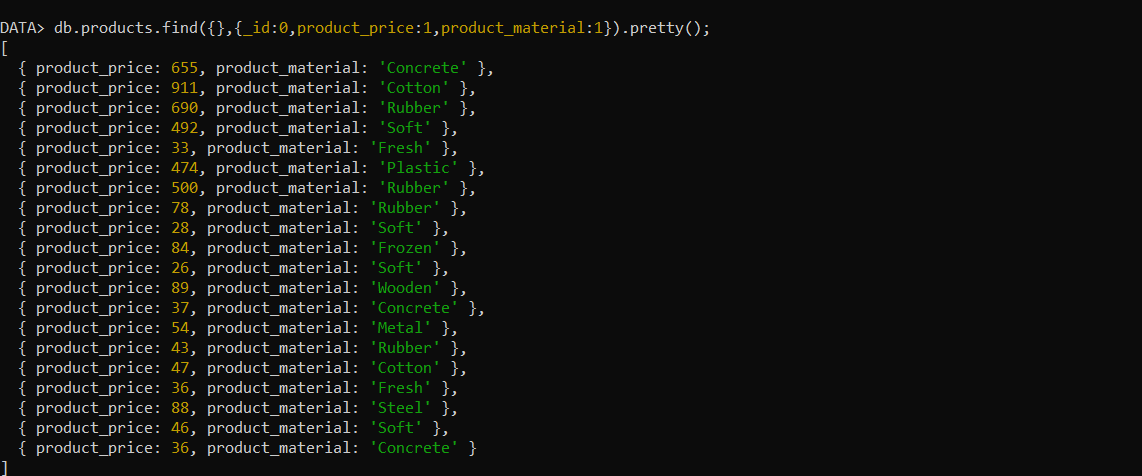 DATA> db.products.find({},{_id:0,product_price:1,product_material:1}).pretty();
[
  { product_price: 655, product_material: 'Concrete' },
  { product_price: 911, product_material: 'Cotton' },
  { product_price: 690, product_material: 'Rubber' },
  { product_price: 492, product_material: 'Soft' },
  { product_price: 33, product_material: 'Fresh' },
  { product_price: 474, product_material: 'Plastic' },
  { product_price: 500, product_material: 'Rubber' },
  { product_price: 78, product_material: 'Rubber' },
  { product_price: 28, product_material: 'Soft' },
  { product_price: 84, product_material: 'Frozen' },
  { product_price: 26, product_material: 'Soft' },
  { product_price: 89, product_material: 'Wooden' },
  { product_price: 37, product_material: 'Concrete' },
  { product_price: 54, product_material: 'Metal' },
  { product_price: 43, product_material: 'Rubber' },
  { product_price: 47, product_material: 'Cotton' },
  { product_price: 36, product_material: 'Fresh' },
  { product_price: 88, product_material: 'Steel' },
  { product_price: 46, product_material: 'Soft' },
  { product_price: 36, product_material: 'Concrete' }
]